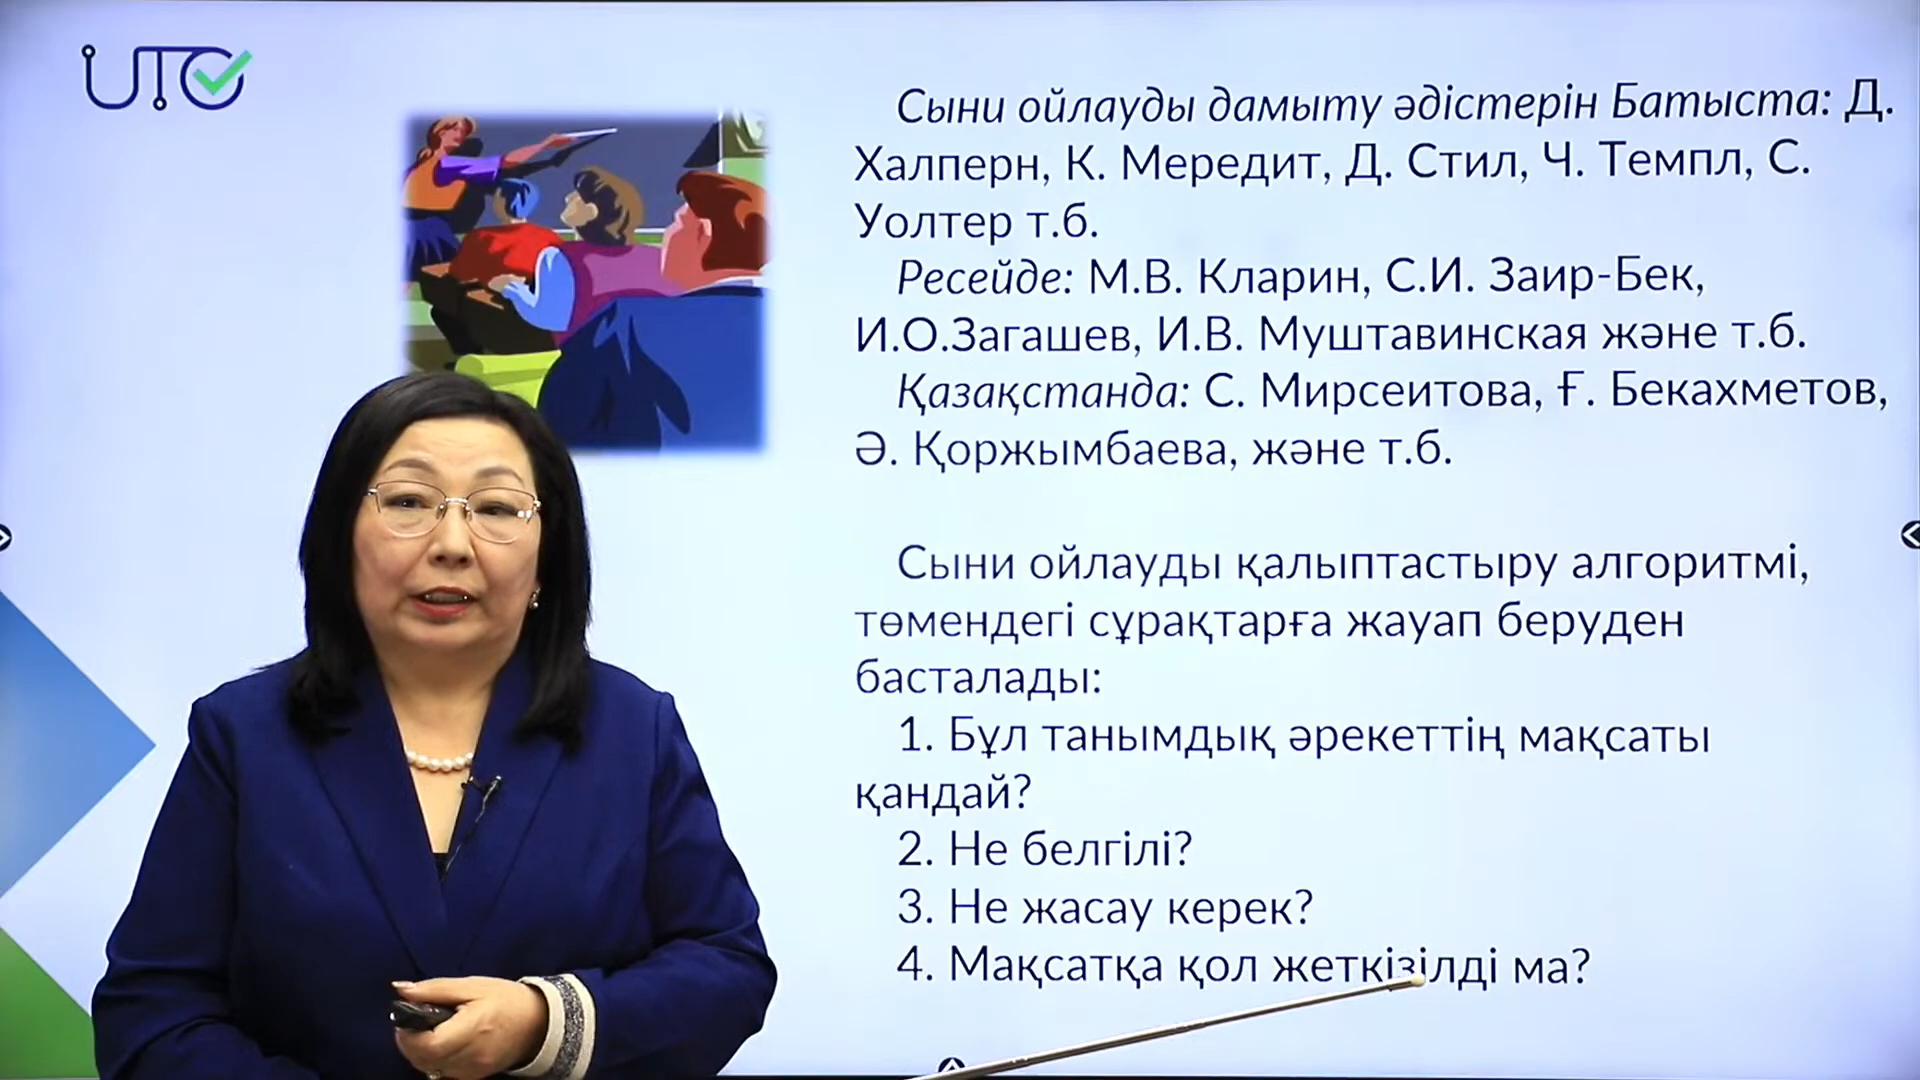 UTO
Сыни ойлауды дамыту әдістерін Батыста: Д.
Халперн, К. Мередит, Д. Стил, Ч. Темпл, С.
Уолтер т.б.
Ресейде: М.В. Кларин, С.И. Заир-Бек,
И.О.Загашев, И.В. Муштавинская және т.б.
Қазақстанда: С. Мирсеитова, Ғ. Бекахметов,
Ә. Қоржымбаева, және т.б.
Сыни ойлауды қалыптастыру алгоритмі,
төмендегі сұрақтарға жауап беруден
басталады:
1. Бұл танымдық әрекеттің мақсаты
қандай?
2. Не белгілі?
3. Не жасау керек?
4. Мақсатқа қол жеткізілді ма?